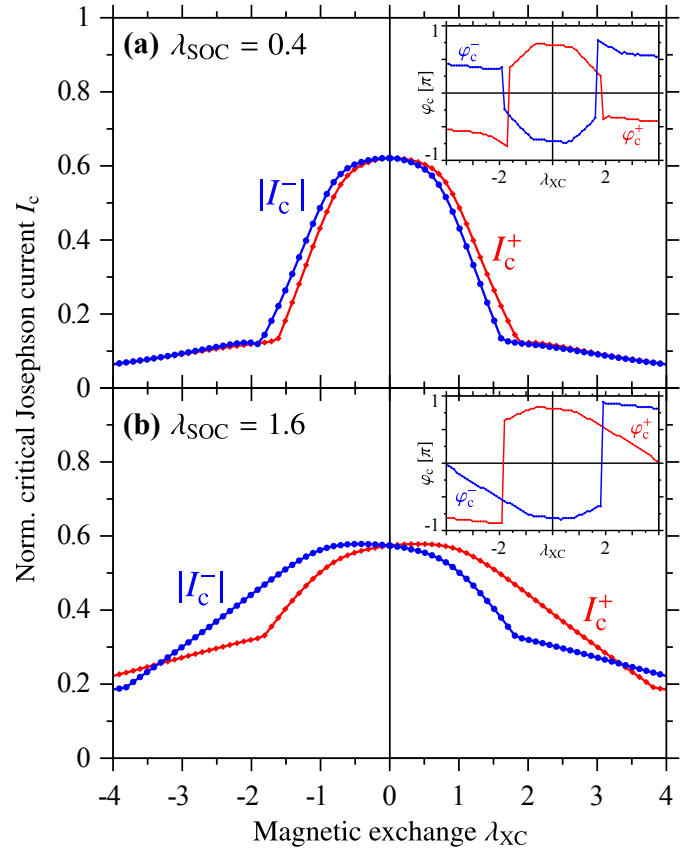 (a) λSOC = 0.4
1
0.8
0.6
0.4
0.2
0
|Ic−|
Ic+
1
φc [π]
-1
φc−
φc+
-2
λXC
2
Norm. critical Josephson current Ic
(b) λSOC = 1.6
0.8
0.6
0.4
0.2
0
|Ic−|
Ic+
1
φc [π]
-1
φc+
φc−
-2
λXC
2
-4 -3 -2 -1 0 1 2 3 4
Magnetic exchange λXC